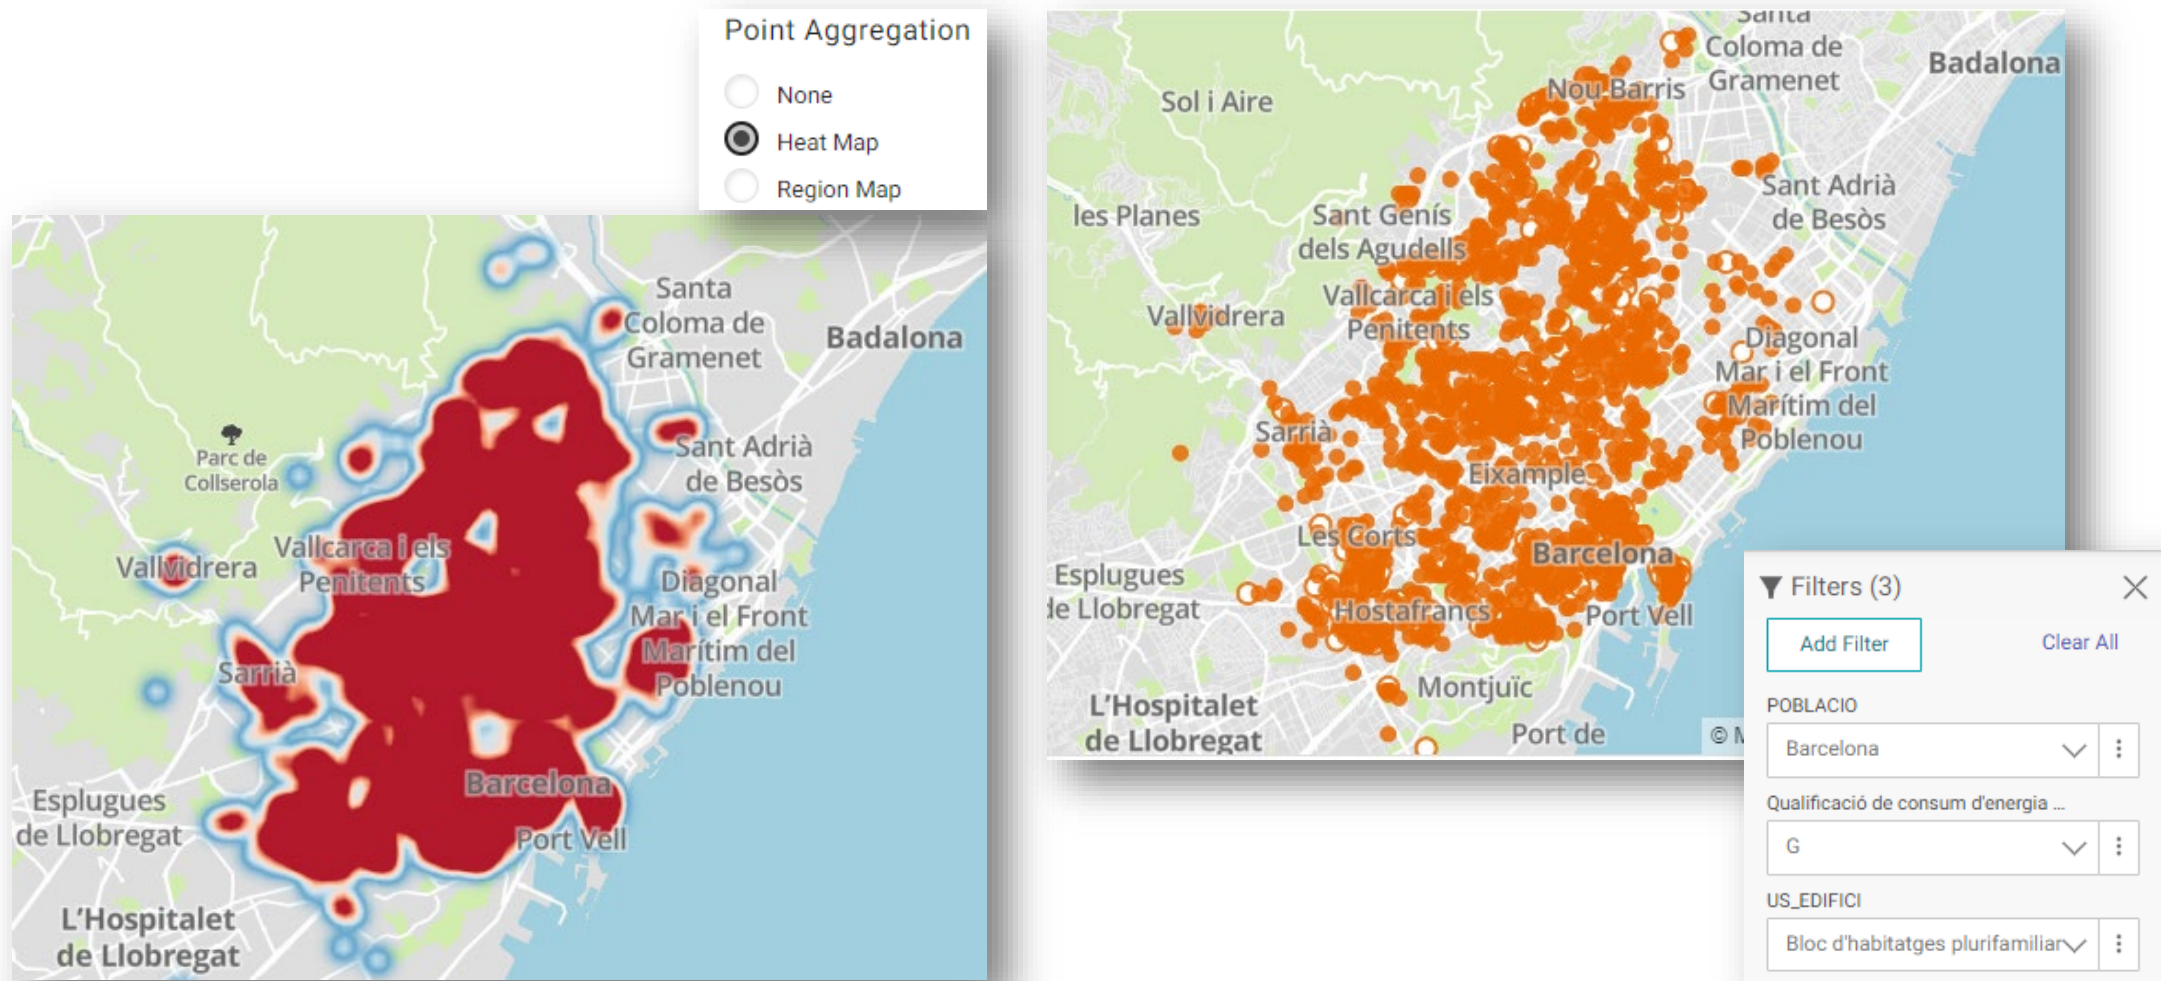 Point Aggregation
None
Heat Map
Region Map
Santa
Coloma de
Gramenet
Badalona
Parc de
Collserola
Sant Adrià
de Besòs
Vallvidrera
Vallcarca i els
Penitents
Diagonal
Mar i el Front
Marítim del
Poblenou
Sarrià
Barcelona
Esplugues
de Llobregat
Port Vell
L'Hospitalet
de Llobregat
Santa
Coloma de
Gramenet
Badalona
Nou Barris
Sol i Aire
les Planes
Sant Genís
dels Agudells
Sant Adrià
de Besòs
Vallvidrera
Vallcarca i els
Penitents
Diagonal
Mar i el Front
Marítim del
Poblenou
Sarrià
Eixample
Les Corts
Barcelona
Esplugues
de Llobregat
Hostafrancs
Port Vell
Montjuïc
L'Hospitalet
de Llobregat
Port de
© M
Filters (3)
Add Filter
Clear All
POBLACIO
Barcelona
Qualificació de consum d'energia ...
G
US_EDIFICI
Bloc d'habitatges plurifamiliar